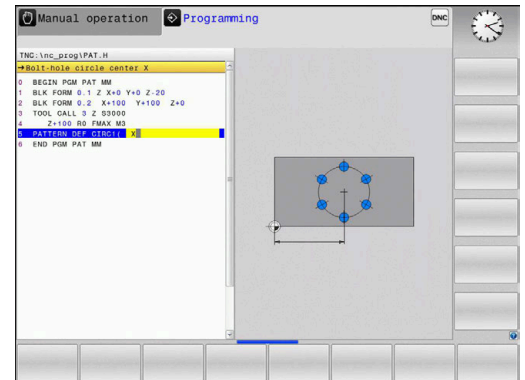 Manual operation
Programming
DNC
TNC:\nc_prog\PAT.H
→Bolt-hole circle center X
0 BEGIN PGM PAT MM
1 BLK FORM 0.1 Z X+0 Y+0 Z-20
2 BLK FORM 0.2 X+100 Y+100 Z+0
3 TOOL CALL 3 Z S3000
4 Z+100 R0 FMAX M3
5 PATTERN DEF CIRC1( X
6 END PGM PAT MM